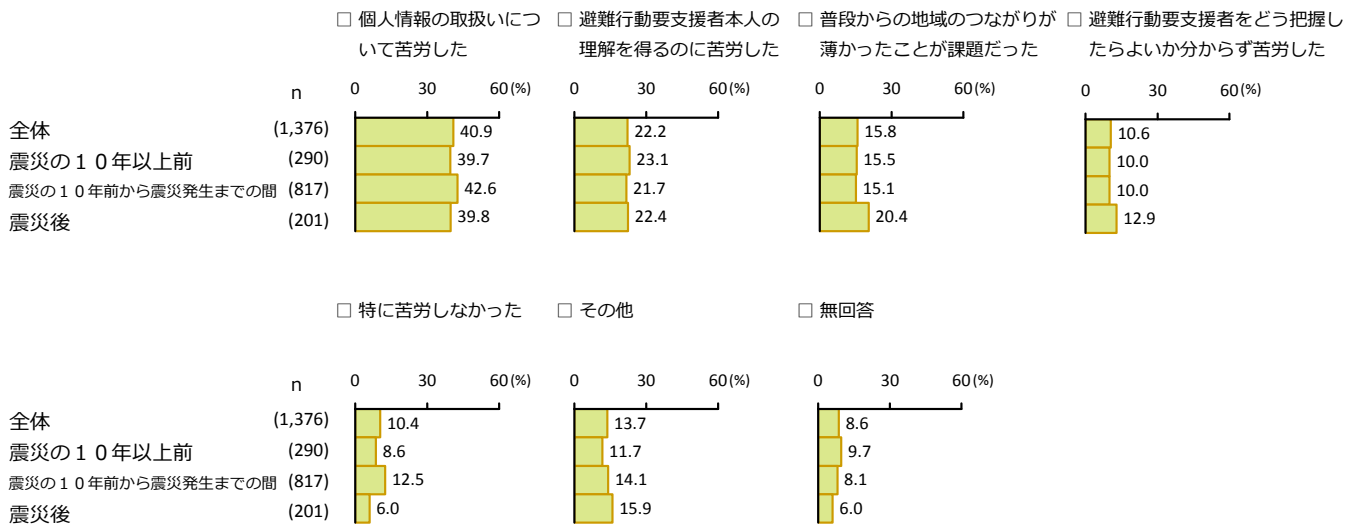 □ 個人情報の取扱いにつ □ 避難行動要支援者本人の □ 普段からの地域のつながりが □ 避難行動要支援者をどう把握し
いて苦労した 理解を得るのに苦労した 薄かったことが課題だった たらよいか分からず苦労した
n 0 30 60(%) 0 30 60(%) 0 30 60(%) 0 30 60(%)
全体 (1,376) 40.9 22.2 15.8 10.6
震災の10年以上前 (290) 39.7 23.1 15.5 10.0
震災の10年前から震災発生までの間 (817) 42.6 21.7 15.1 10.0
震災後 (201) 39.8 22.4 20.4 12.9
□ 特に苦労しなかった □ その他 □ 無回答
n 0 30 60(%) 0 30 60(%) 0 30 60(%)
全体 (1,376) 10.4 13.7 8.6
震災の10年以上前 (290) 8.6 11.7 9.7
震災の10年前から震災発生までの間 (817) 12.5 14.1 8.1
震災後 (201) 6.0 15.9 6.0